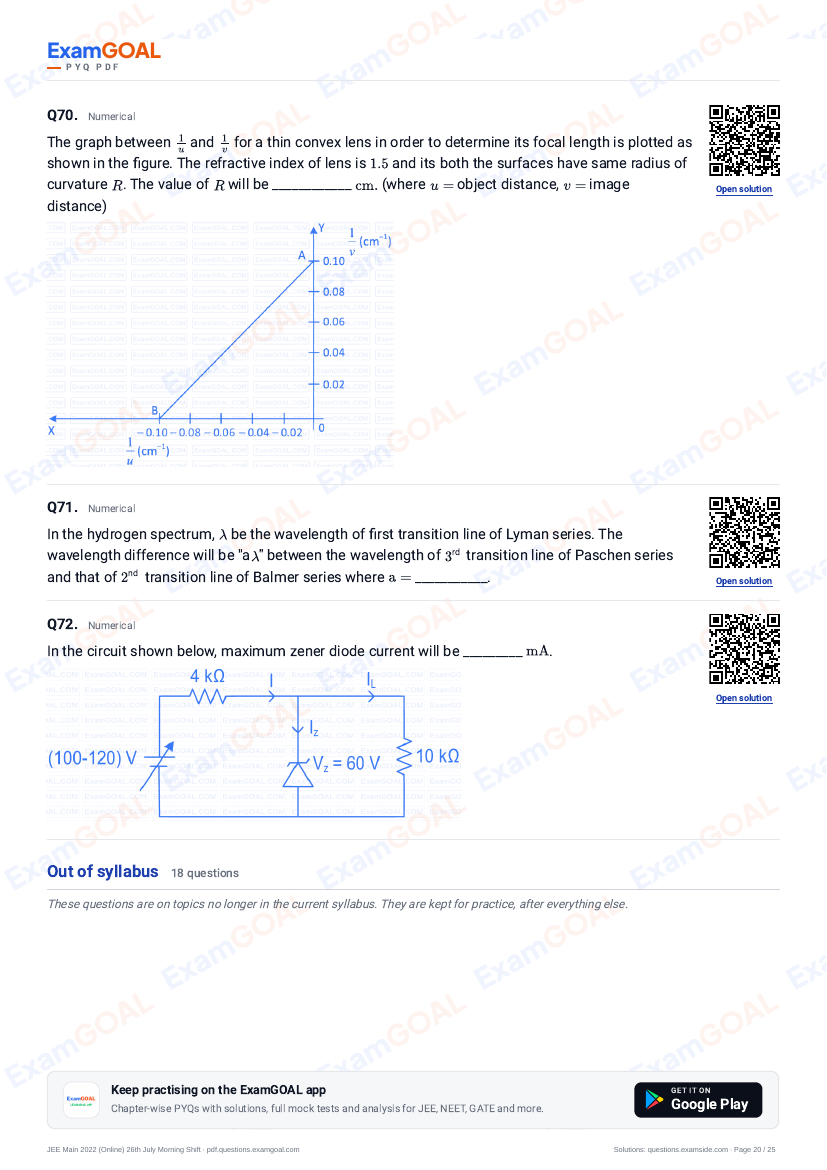 ExamGOAL
PYQ PDF
Q70. Numerical
The graph between 1/u and 1/v for a thin convex lens in order to determine its focal length is plotted as
shown in the figure. The refractive index of lens is 1.5 and its both the surfaces have same radius of
curvature R. The value of R will be ____________ cm. (where u = object distance, v = image
distance)
Open solution
Y
1/v (cm⁻¹)
A
0.10
0.08
0.06
0.04
0.02
B
X
−0.10 −0.08 −0.06 −0.04 −0.02 0
1/u (cm⁻¹)
Q71. Numerical
In the hydrogen spectrum, λ be the wavelength of first transition line of Lyman series. The
wavelength difference will be "aλ" between the wavelength of 3rd transition line of Paschen series
and that of 2nd transition line of Balmer series where a = ___________.
Open solution
Q72. Numerical
In the circuit shown below, maximum zener diode current will be _________ mA.
Open solution
4 kΩ I I_L
I_z
(100-120) V V_z = 60 V 10 kΩ
Out of syllabus 18 questions
These questions are on topics no longer in the current syllabus. They are kept for practice, after everything else.
Keep practising on the ExamGOAL app
Chapter-wise PYQs with solutions, full mock tests and analysis for JEE, NEET, GATE and more.
GET IT ON
Google Play
JEE Main 2022 (Online) 26th July Morning Shift · pdf.questions.examgoal.com
Solutions: questions.examside.com · Page 20 / 25